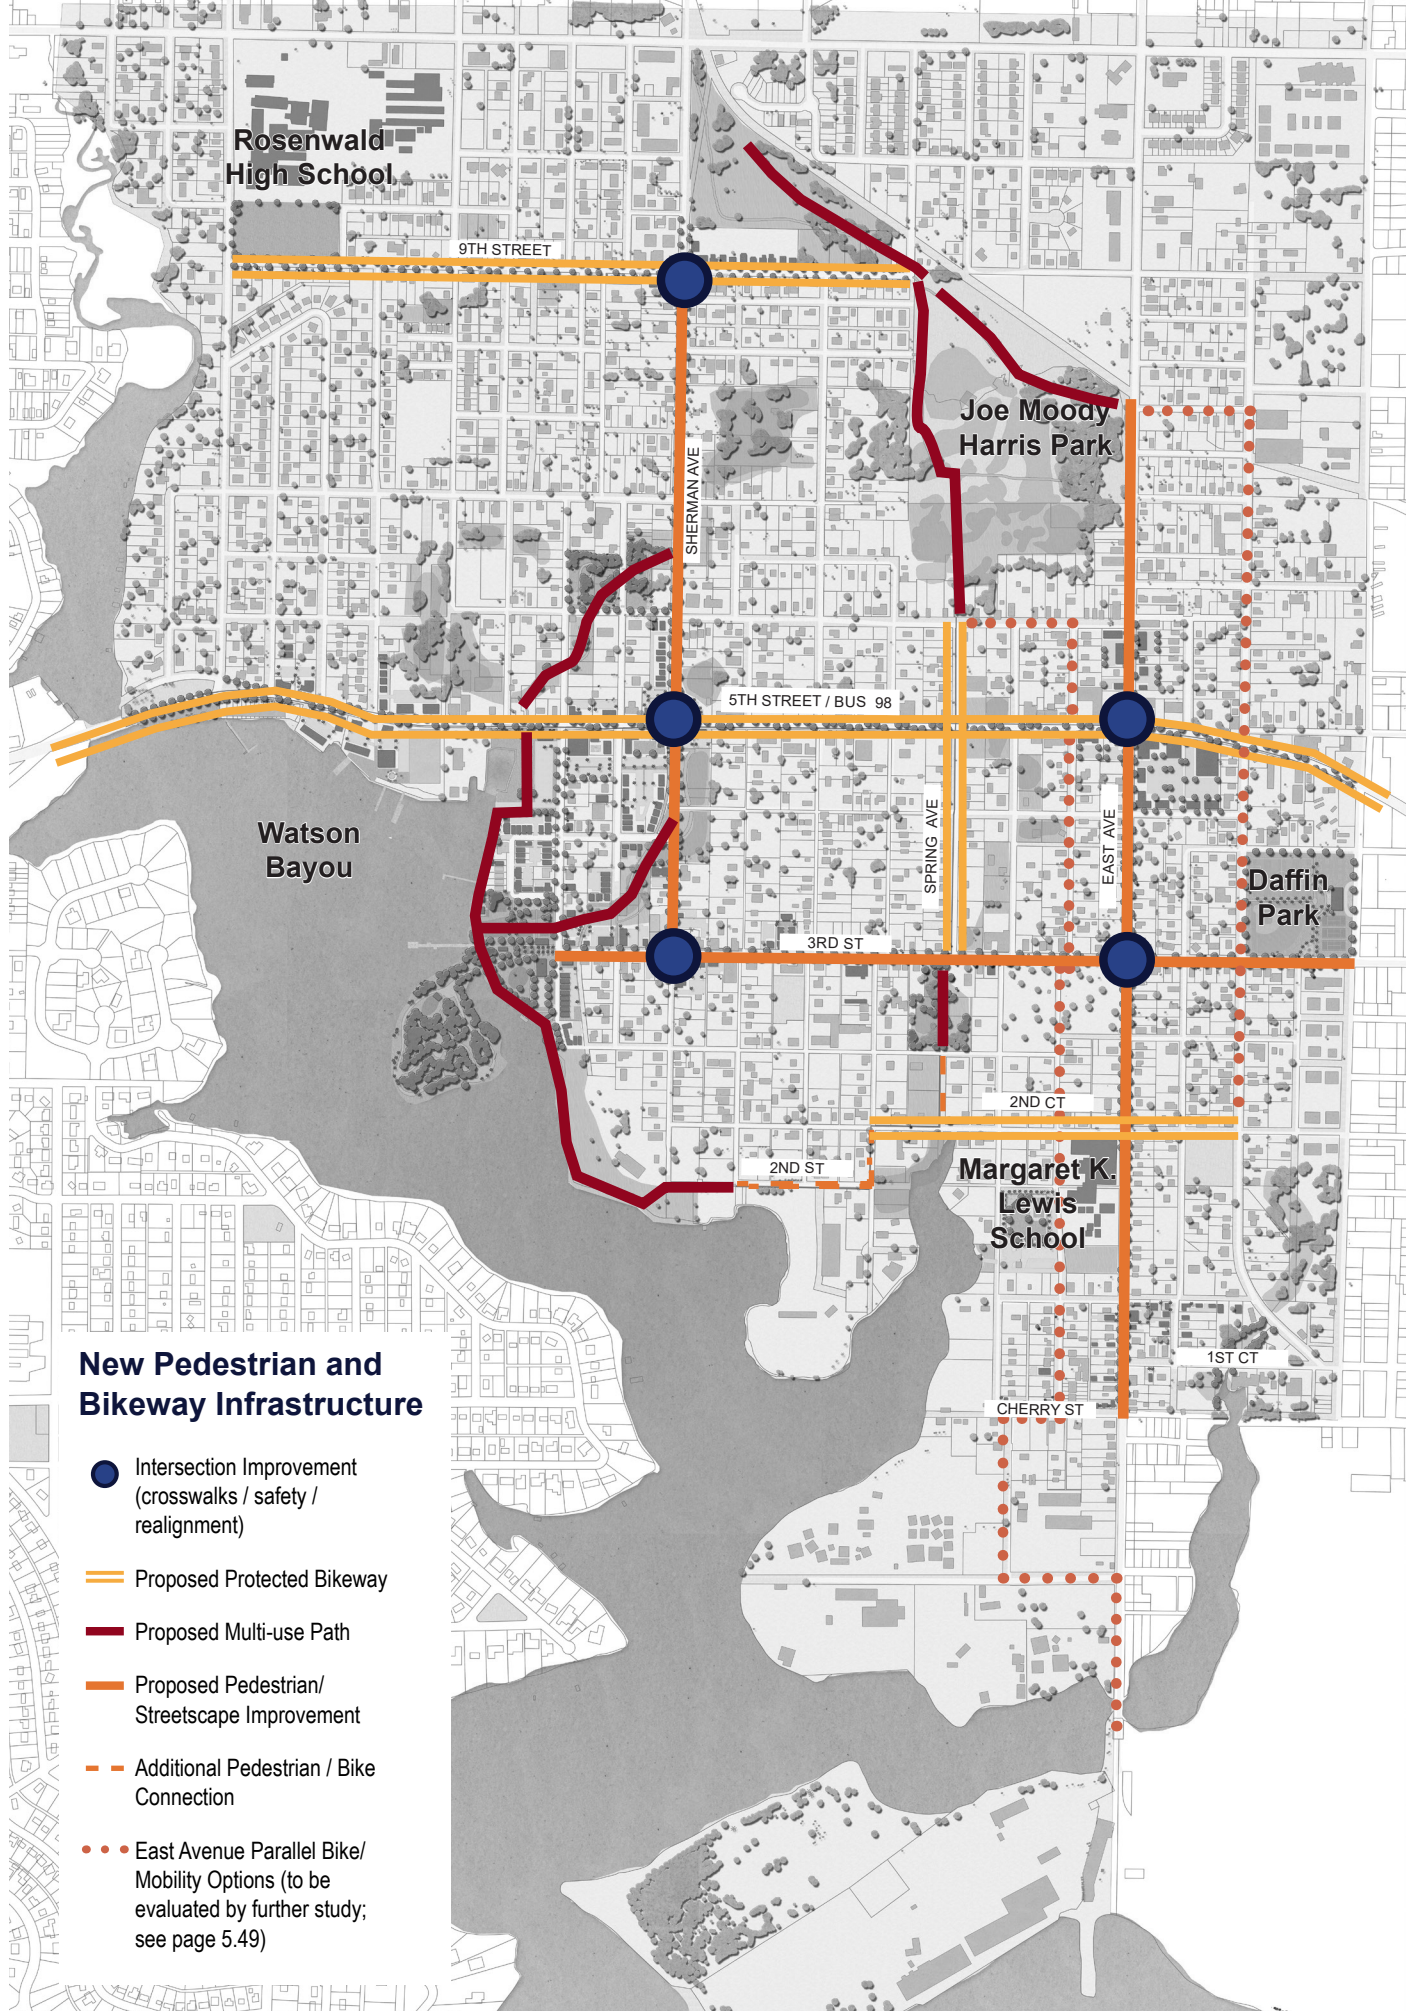 Rosenwald
High School
9TH STREET
Joe Moody
Harris Park
SHERMAN AVE
5TH STREET / BUS 98
SPRING AVE
EAST AVE
Watson
Bayou
Daffin
Park
3RD ST
2ND CT
2ND ST
Margaret K.
Lewis
School
1ST CT
CHERRY ST
New Pedestrian and
Bikeway Infrastructure
Intersection Improvement
(crosswalks / safety /
realignment)
Proposed Protected Bikeway
Proposed Multi-use Path
Proposed Pedestrian/
Streetscape Improvement
Additional Pedestrian / Bike
Connection
East Avenue Parallel Bike/
Mobility Options (to be
evaluated by further study;
see page 5.49)